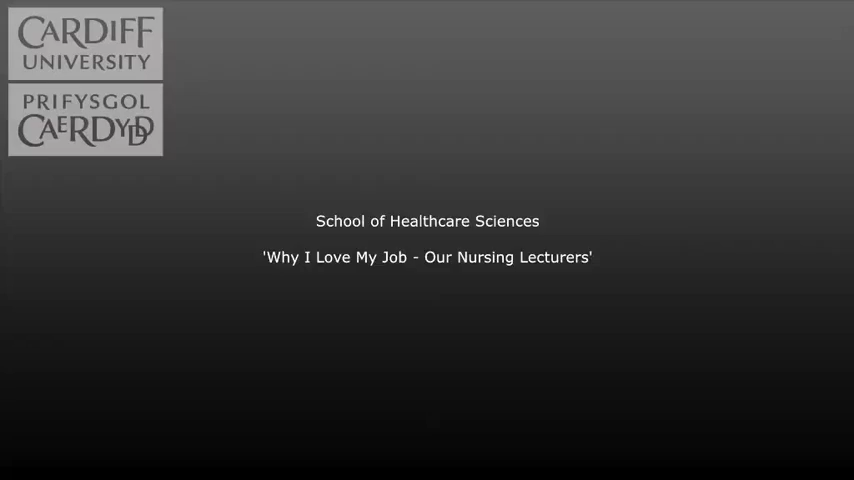 CARDIFF
UNIVERSITY
PRIFYSGOL
CAERDYDD
School of Healthcare Sciences
'Why I Love My Job - Our Nursing Lecturers'